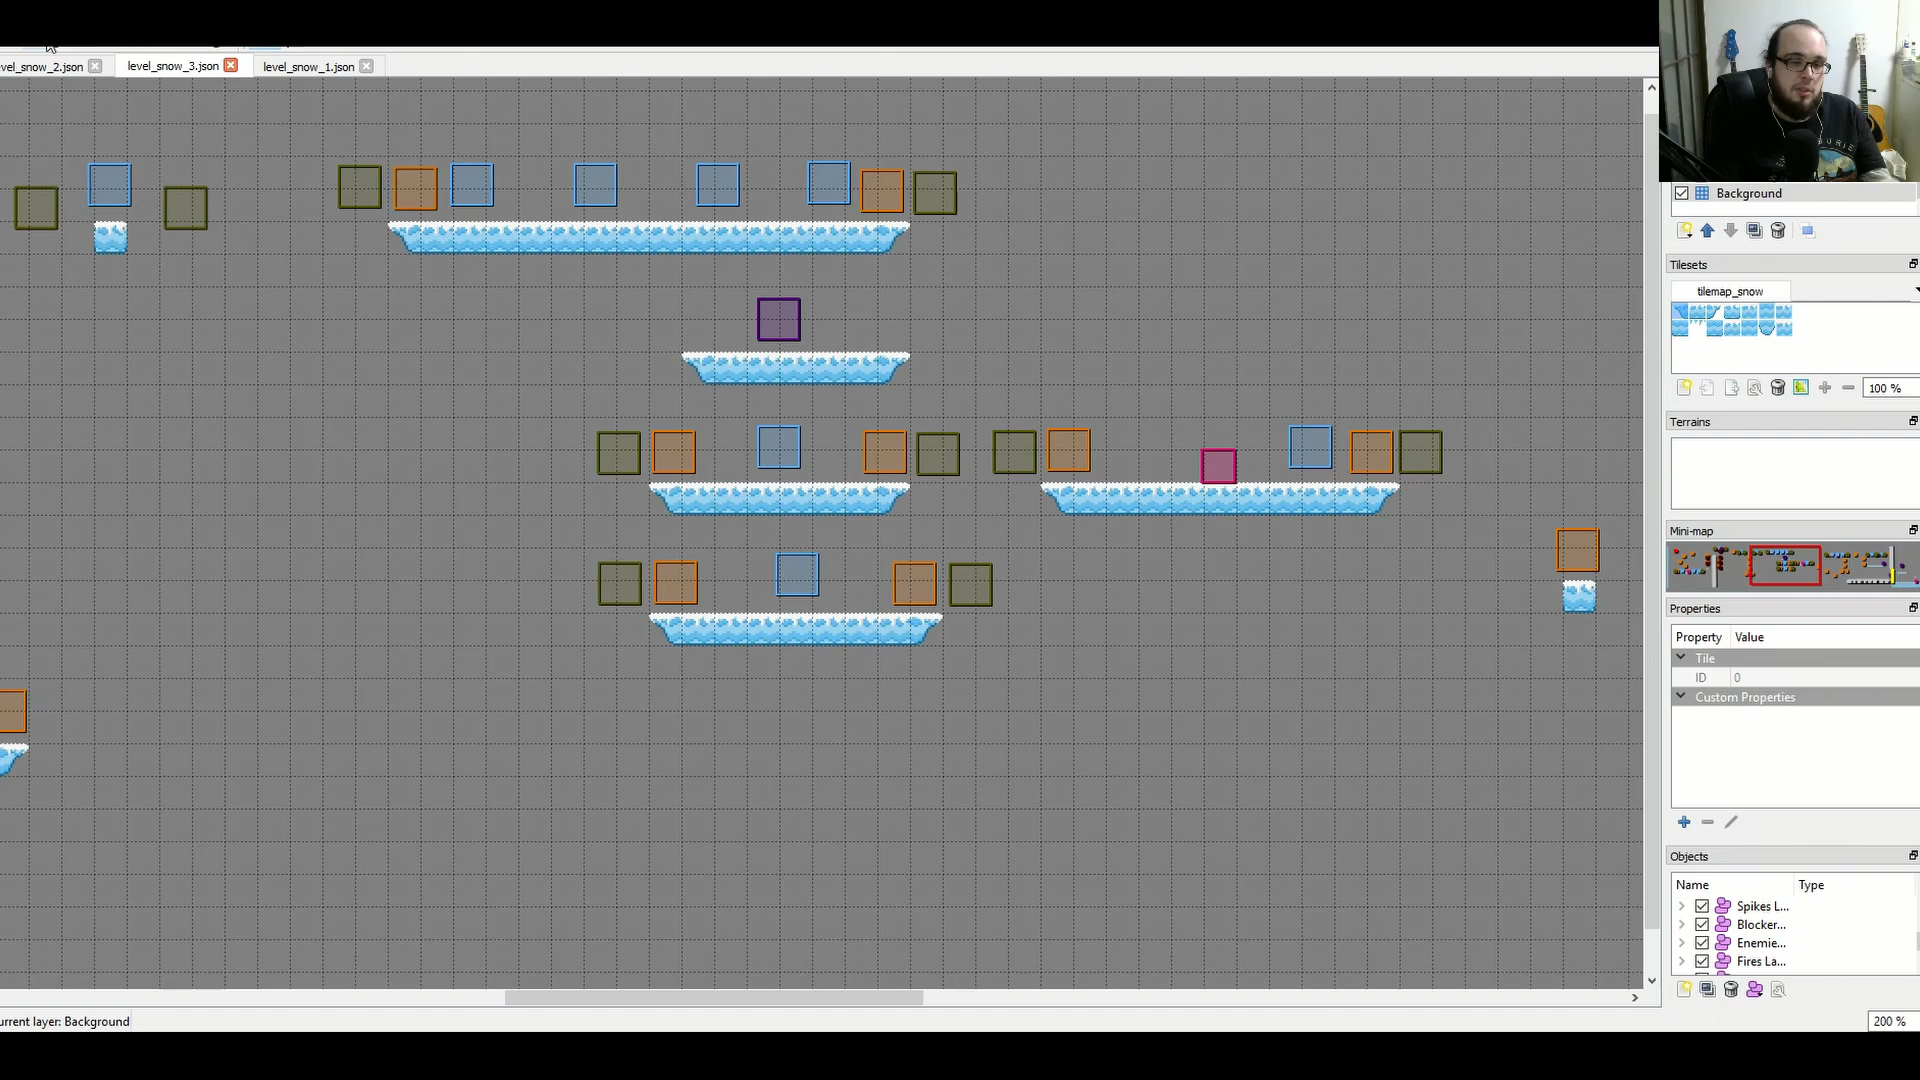 evel_snow_2.json
level_snow_3.json
level_snow_1.json
Background
Tilesets
tilemap_snow
100 %
Terrains
Mini-map
Properties
Property Value
Tile
ID 0
Custom Properties
Objects
Name Type
Spikes L...
Blocker...
Enemie...
Fires La...
urrent layer: Background
200 %